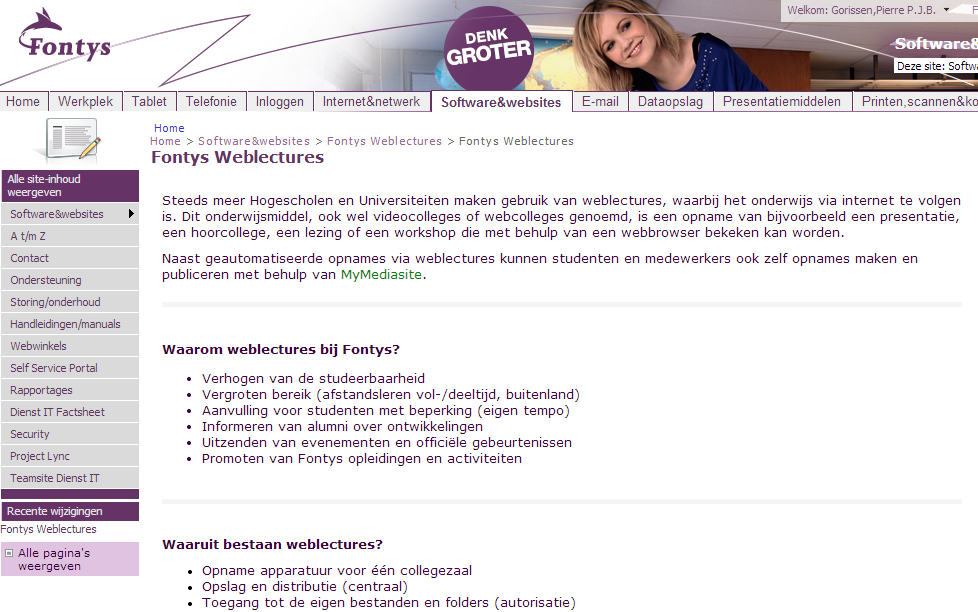 Fontys
DENK
GROTER
Welkom: Gorissen,Pierre P.J.B.
Software&
Deze site: Softwa
Home Werkplek Tablet Telefonie Inloggen Internet&netwerk Software&websites E-mail Dataopslag Presentatiemiddelen Printen,scannen&ko
Alle site-inhoud
weergeven
Software&websites
A t/m Z
Contact
Ondersteuning
Storing/onderhoud
Handleidingen/manuals
Webwinkels
Self Service Portal
Rapportages
Dienst IT Factsheet
Security
Project Lync
Teamsite Dienst IT
Recente wijzigingen
Fontys Weblectures
Alle pagina's
weergeven
Home
Home > Software&websites > Fontys Weblectures > Fontys Weblectures
Fontys Weblectures
Steeds meer Hogescholen en Universiteiten maken gebruik van weblectures, waarbij het onderwijs via internet te volgen
is. Dit onderwijsmiddel, ook wel videocolleges of webcolleges genoemd, is een opname van bijvoorbeeld een presentatie,
een hoorcollege, een lezing of een workshop die met behulp van een webbrowser bekeken kan worden.
Naast geautomatiseerde opnames via weblectures kunnen studenten en medewerkers ook zelf opnames maken en
publiceren met behulp van MyMediasite.
Waarom weblectures bij Fontys?
• Verhogen van de studeerbaarheid
• Vergroten bereik (afstandsleren vol-/deeltijd, buitenland)
• Aanvulling voor studenten met beperking (eigen tempo)
• Informeren van alumni over ontwikkelingen
• Uitzenden van evenementen en officiële gebeurtenissen
• Promoten van Fontys opleidingen en activiteiten
Waaruit bestaan weblectures?
• Opname apparatuur voor één collegezaal
• Opslag en distributie (centraal)
• Toegang tot de eigen bestanden en folders (autorisatie)